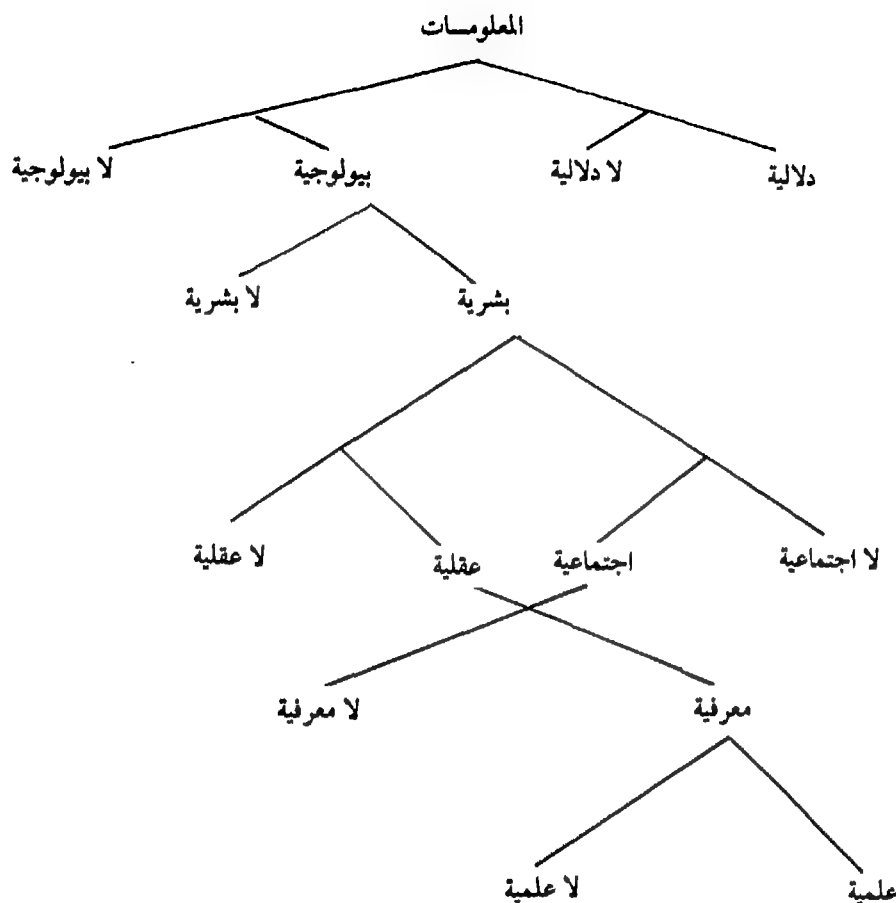 المعلومسات
دلالية لا دلالية بيولوجية لا بيولوجية
بشرية لا بشرية
لا اجتماعية اجتماعية عقلية لا عقلية
معرفية لا معرفية
علمية لا علمية